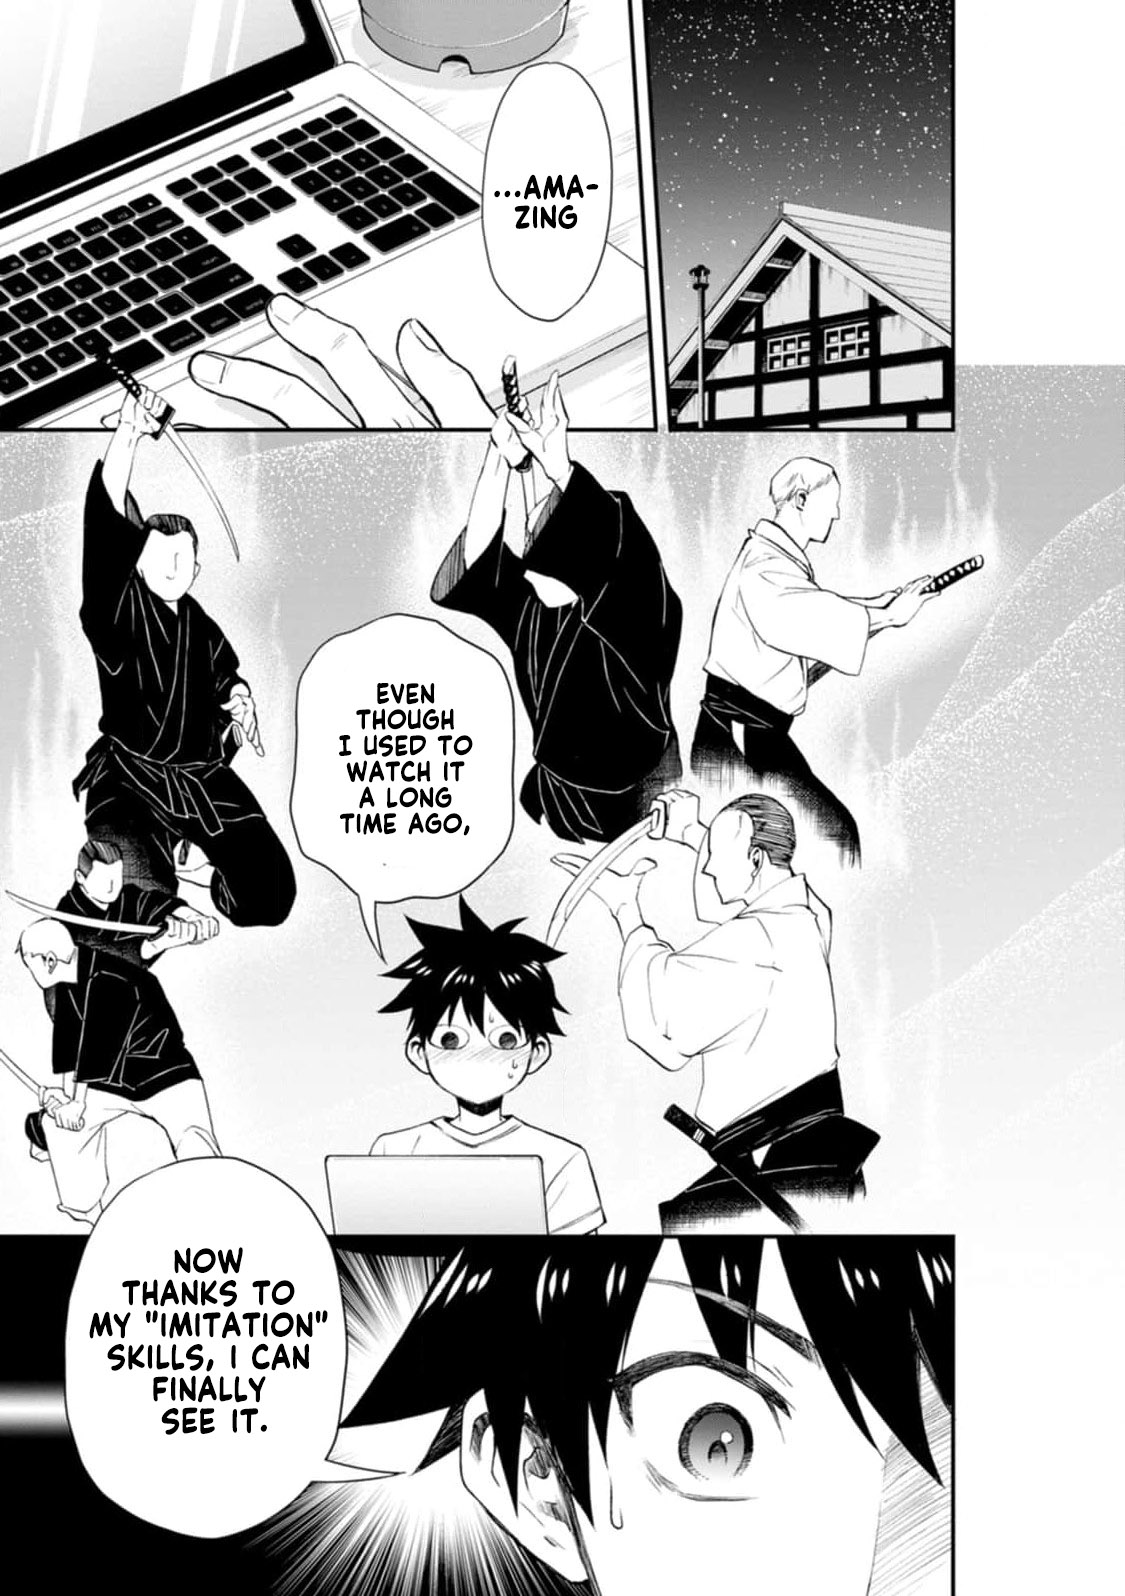 ...AMA-
ZING
EVEN
THOUGH
I USED TO
WATCH IT
A LONG
TIME AGO,
NOW
THANKS TO
MY "IMITATION"
SKILLS, I CAN
FINALLY
SEE IT.